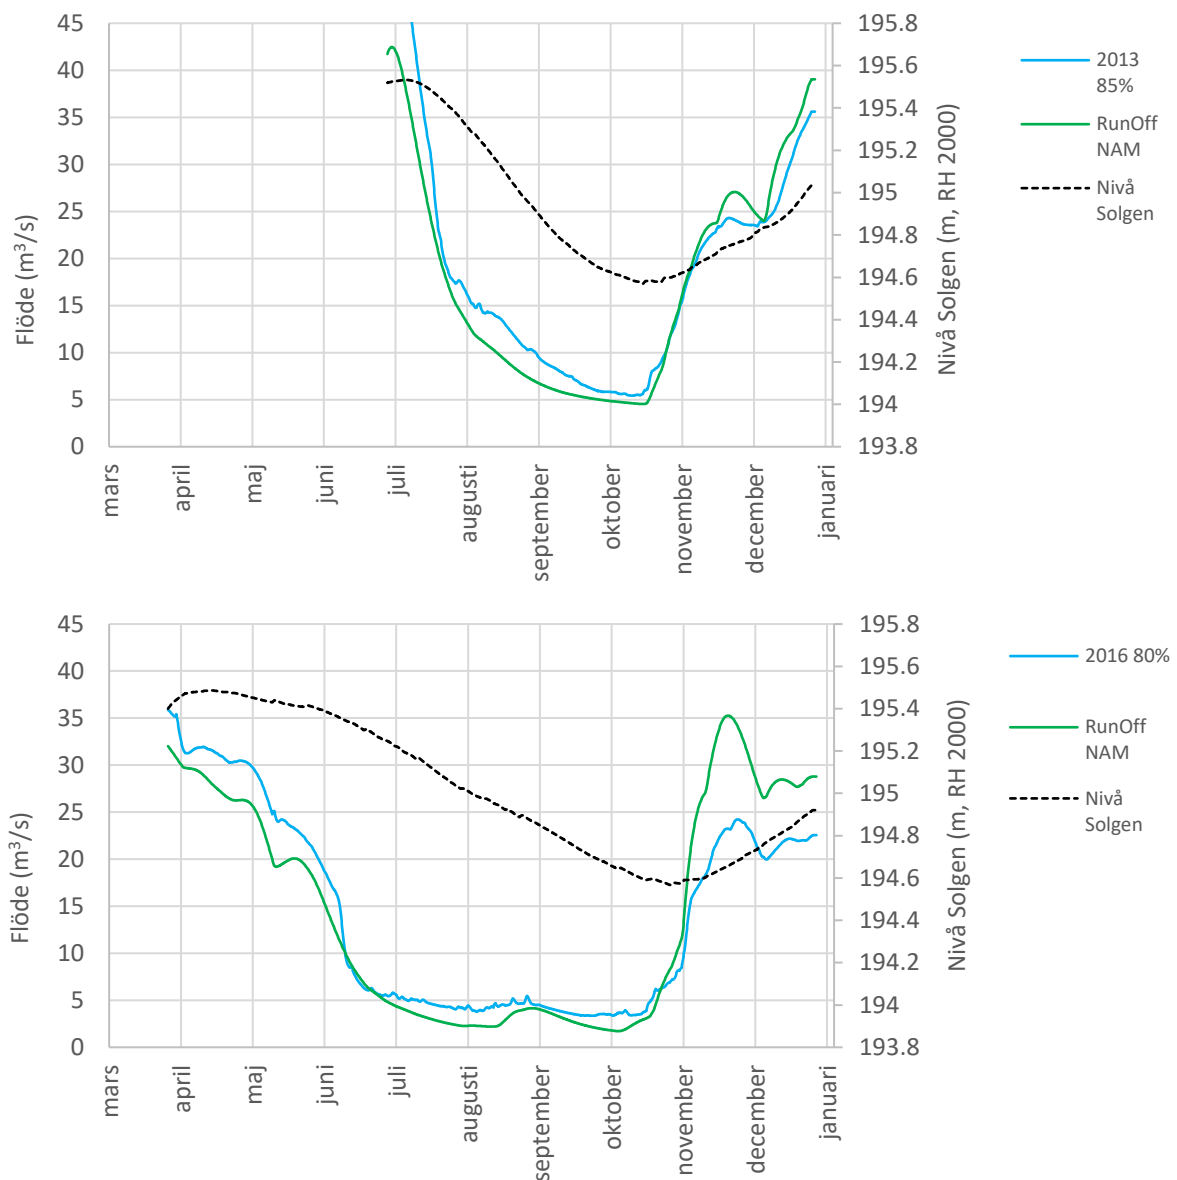 45
40
35
30
25
20
15
10
5
0
Flöde (m³/s)
195.8
195.6
195.4
195.2
195
194.8
194.6
194.4
194.2
194
193.8
Nivå Solgen (m, RH 2000)
mars
april
maj
juni
juli
augusti
september
oktober
november
december
januari
2013
85%
RunOff
NAM
Nivå
Solgen
45
40
35
30
25
20
15
10
5
0
Flöde (m³/s)
195.8
195.6
195.4
195.2
195
194.8
194.6
194.4
194.2
194
193.8
Nivå Solgen (m, RH 2000)
mars
april
maj
juni
juli
augusti
september
oktober
november
december
januari
2016 80%
RunOff
NAM
Nivå
Solgen